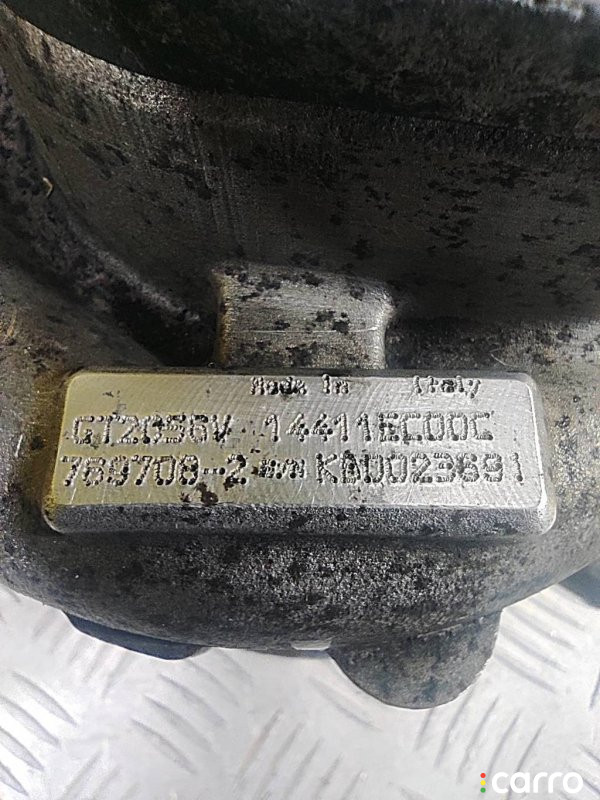 Made in Italy
GT2056V 14411EC00C
769708-2 S/N KBD023691
carro